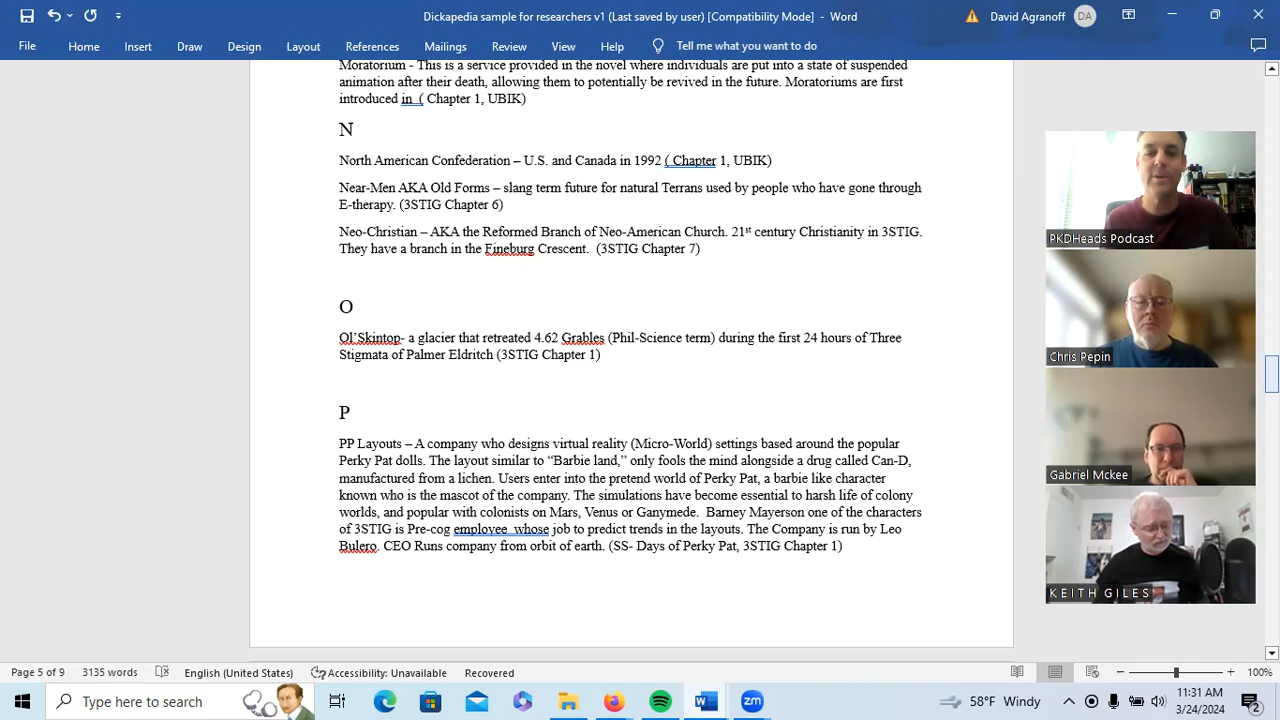 Dickapedia sample for researchers v1 (Last saved by user) [Compatibility Mode] - Word
David Agranoff
DA
File Home Insert Draw Design Layout References Mailings Review View Help Tell me what you want to do
Moratorium - This is a service provided in the novel where individuals are put into a state of suspended
animation after their death, allowing them to potentially be revived in the future. Moratoriums are first
introduced in ( Chapter 1, UBIK)
N
North American Confederation – U.S. and Canada in 1992 ( Chapter 1, UBIK)
Near-Men AKA Old Forms – slang term future for natural Terrans used by people who have gone through
E-therapy. (3STIG Chapter 6)
Neo-Christian – AKA the Reformed Branch of Neo-American Church. 21st century Christianity in 3STIG.
They have a branch in the Fineburg Crescent. (3STIG Chapter 7)
O
Ol’Skintop- a glacier that retreated 4.62 Grables (Phil-Science term) during the first 24 hours of Three
Stigmata of Palmer Eldritch (3STIG Chapter 1)
P
PP Layouts – A company who designs virtual reality (Micro-World) settings based around the popular
Perky Pat dolls. The layout similar to “Barbie land,” only fools the mind alongside a drug called Can-D,
manufactured from a lichen. Users enter into the pretend world of Perky Pat, a barbie like character
known who is the mascot of the company. The simulations have become essential to harsh life of colony
worlds, and popular with colonists on Mars, Venus or Ganymede. Barney Mayerson one of the characters
of 3STIG is Pre-cog employee whose job to predict trends in the layouts. The Company is run by Leo
Bulero. CEO Runs company from orbit of earth. (SS- Days of Perky Pat, 3STIG Chapter 1)
PKDHeads Podcast
Chris Pepin
Gabriel Mckee
KEITH GILES
Page 5 of 9 3135 words English (United States) Accessibility: Unavailable Recovered 100%
Type here to search
zm
58°F Windy
11:31 AM
3/24/2024
2